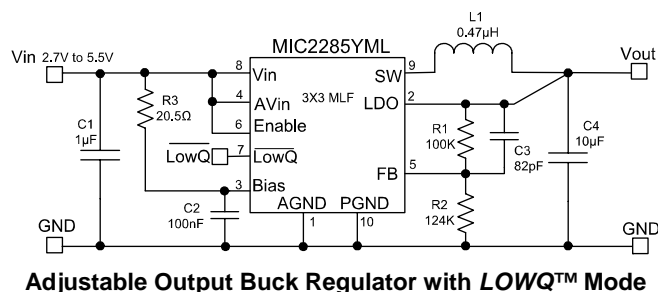 L1
0.47µH
MIC2285YML
Vin 2.7V to 5.5V
Vout
8
Vin
SW
9
4
AVin
3X3 MLF
LDO
2
R3
20.5Ω
6
Enable
R1
100K
C1
1µF
LowQ
7
LowQ
C3
82pF
C4
10µF
FB
5
3
Bias
C2
100nF
AGND
PGND
R2
124K
GND
1
10
GND
Adjustable Output Buck Regulator with LOWQ™ Mode